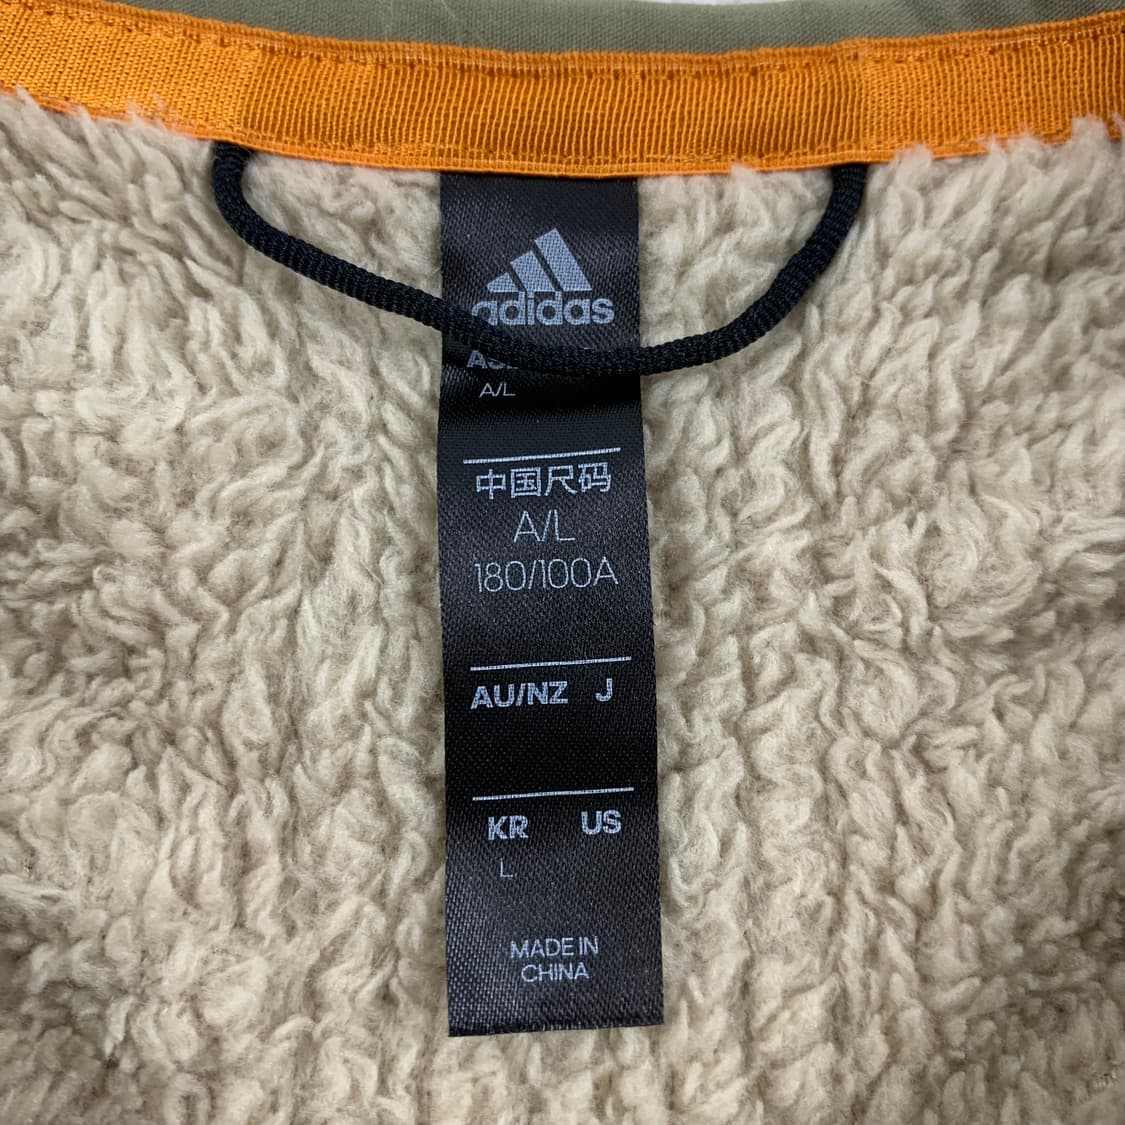 adidas
A/L
中国尺码
A/L
180/100A
AU/NZ J
KR US
L
MADE IN
CHINA